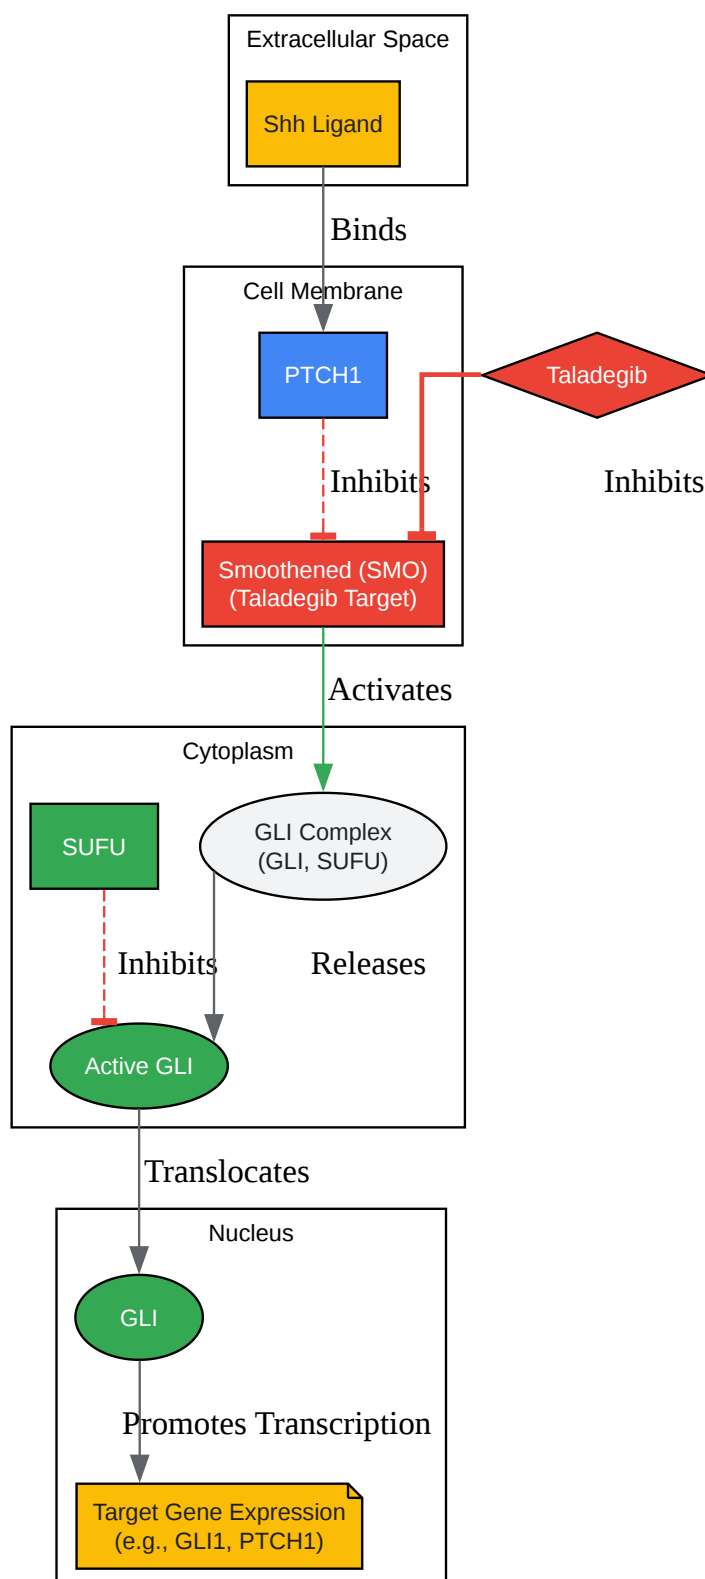 Extracellular Space
Shh Ligand
Binds
Cell Membrane
PTCH1
Taladegib
Inhibits
Inhibits
Smoothened (SMO)
(Taladegib Target)
Activates
Cytoplasm
SUFU
GLI Complex
(GLI, SUFU)
Inhibits
Releases
Active GLI
Translocates
Nucleus
GLI
Promotes Transcription
Target Gene Expression
(e.g., GLI1, PTCH1)